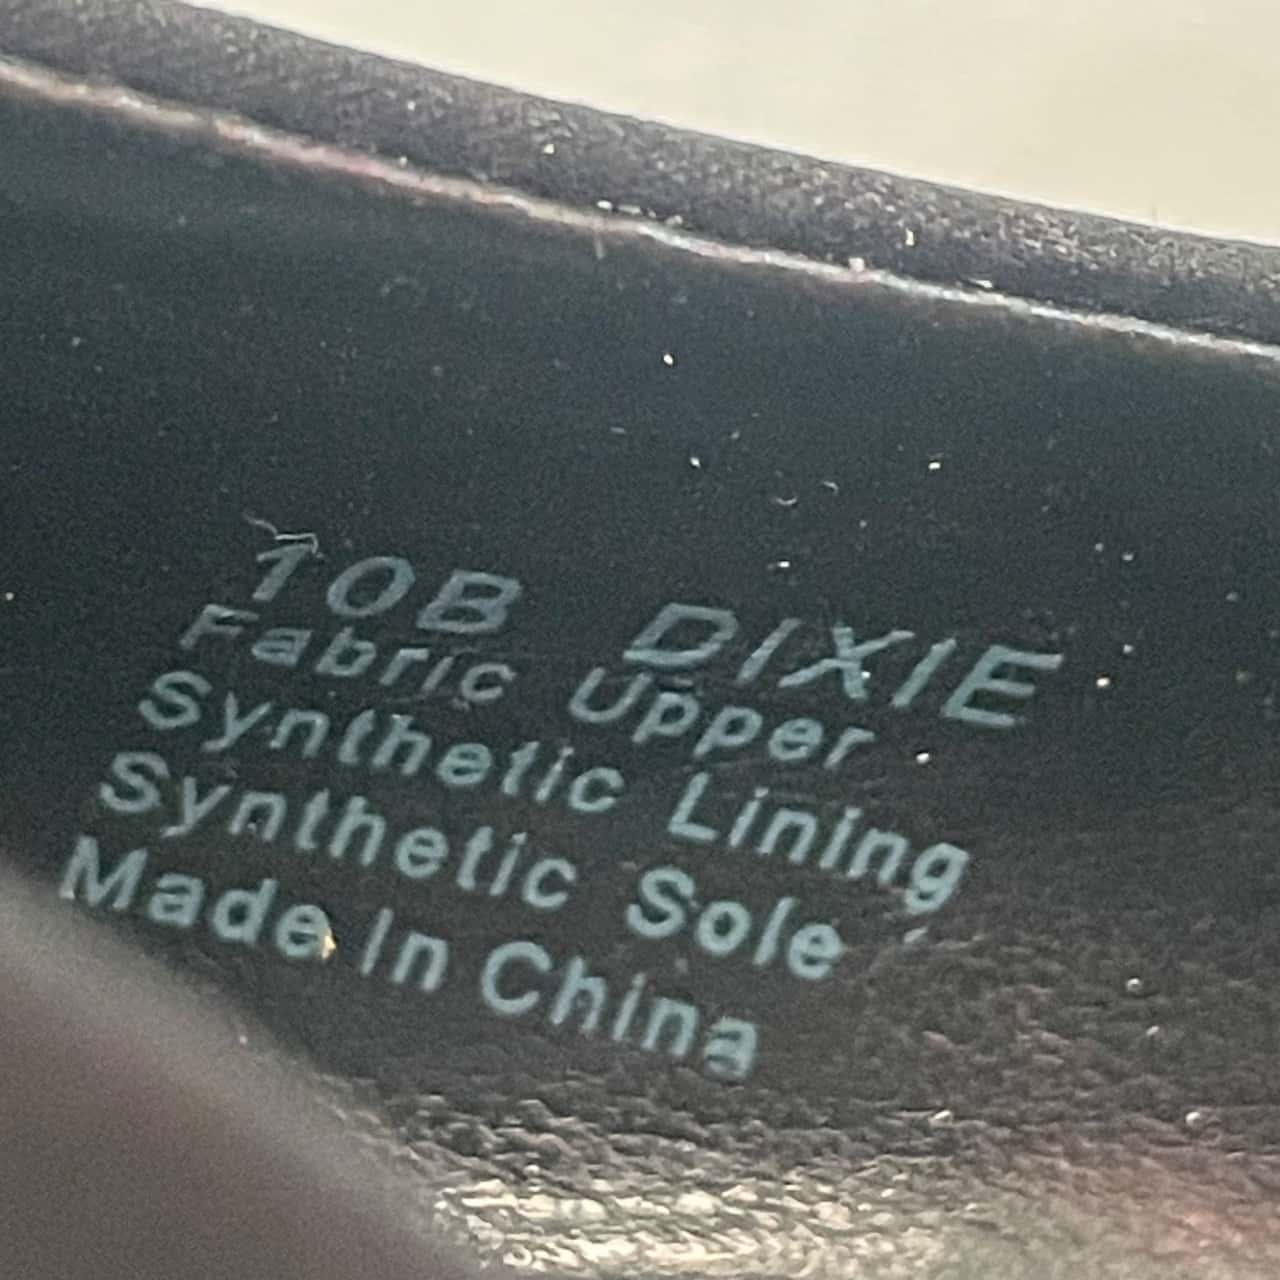 10B DIXIE
Fabric Upper
Synthetic Lining
Synthetic Sole
Made In China